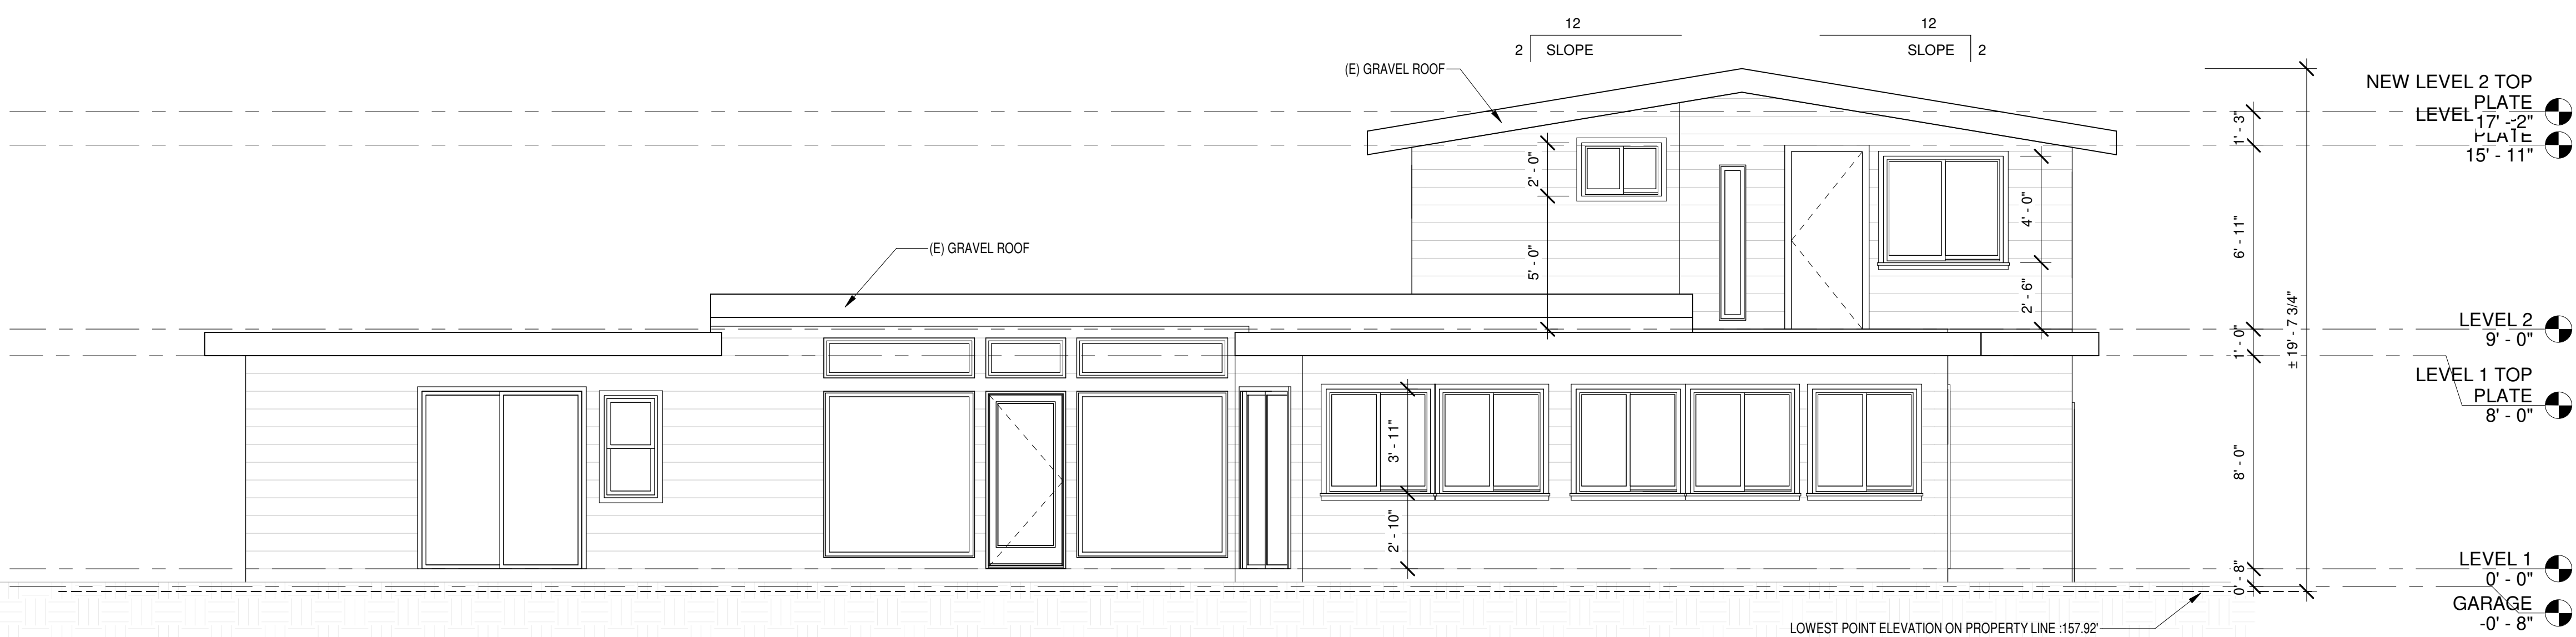 12
12
2 SLOPE
SLOPE 2
(E) GRAVEL ROOF
NEW LEVEL 2 TOP
PLATE
17' - 2"
LEVEL
PLATE
15' - 11"
1' - 3"
2' - 0"
4' - 0"
6' - 11"
(E) GRAVEL ROOF
5' - 0"
2' - 6"
± 19' - 7 3/4"
LEVEL 2
9' - 0"
1' - 0"
LEVEL 1 TOP
PLATE
8' - 0"
3' - 11"
8' - 0"
2' - 10"
LEVEL 1
0' - 0"
0' - 8"
GARAGE
-0' - 8"
LOWEST POINT ELEVATION ON PROPERTY LINE :157.92'